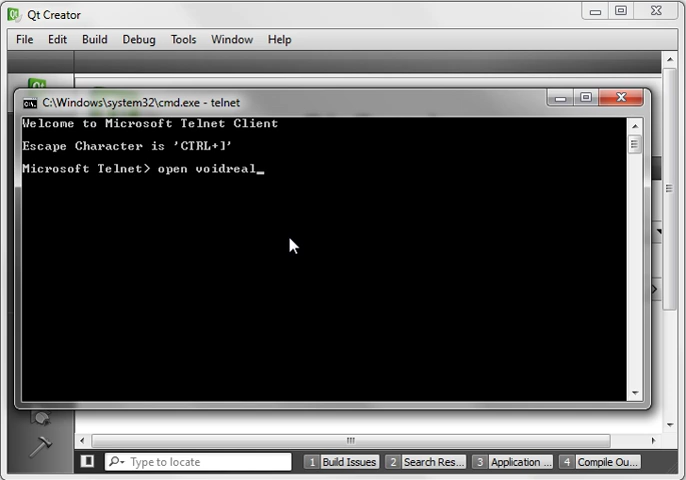 Qt Creator
File Edit Build Debug Tools Window Help
C:\Windows\system32\cmd.exe - telnet
Welcome to Microsoft Telnet Client
Escape Character is 'CTRL+]'
Microsoft Telnet> open voidreal_
Type to locate 1 Build Issues 2 Search Res... 3 Application ... 4 Compile Ou...